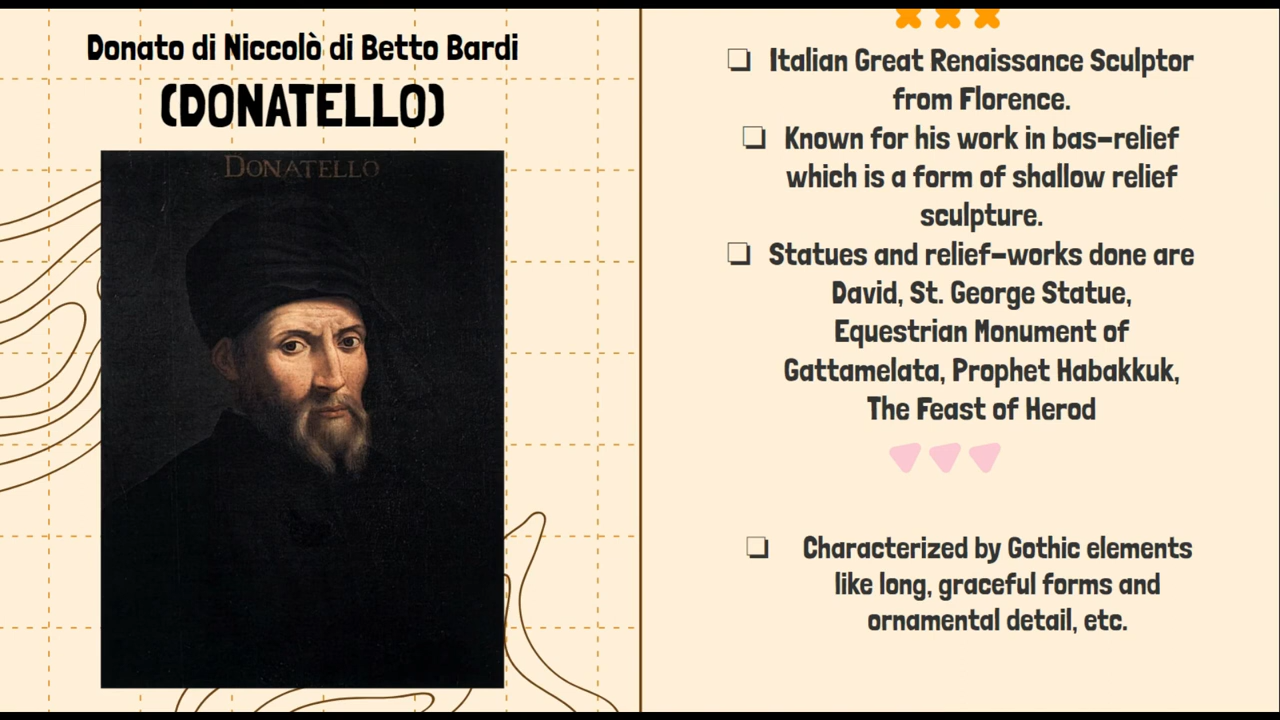 Donato di Niccolò di Betto Bardi
(DONATELLO)
DONATELLO
❏ Italian Great Renaissance Sculptor
from Florence.
❏ Known for his work in bas-relief
which is a form of shallow relief
sculpture.
❏ Statues and relief-works done are
David, St. George Statue,
Equestrian Monument of
Gattamelata, Prophet Habakkuk,
The Feast of Herod
❏ Characterized by Gothic elements
like long, graceful forms and
ornamental detail, etc.